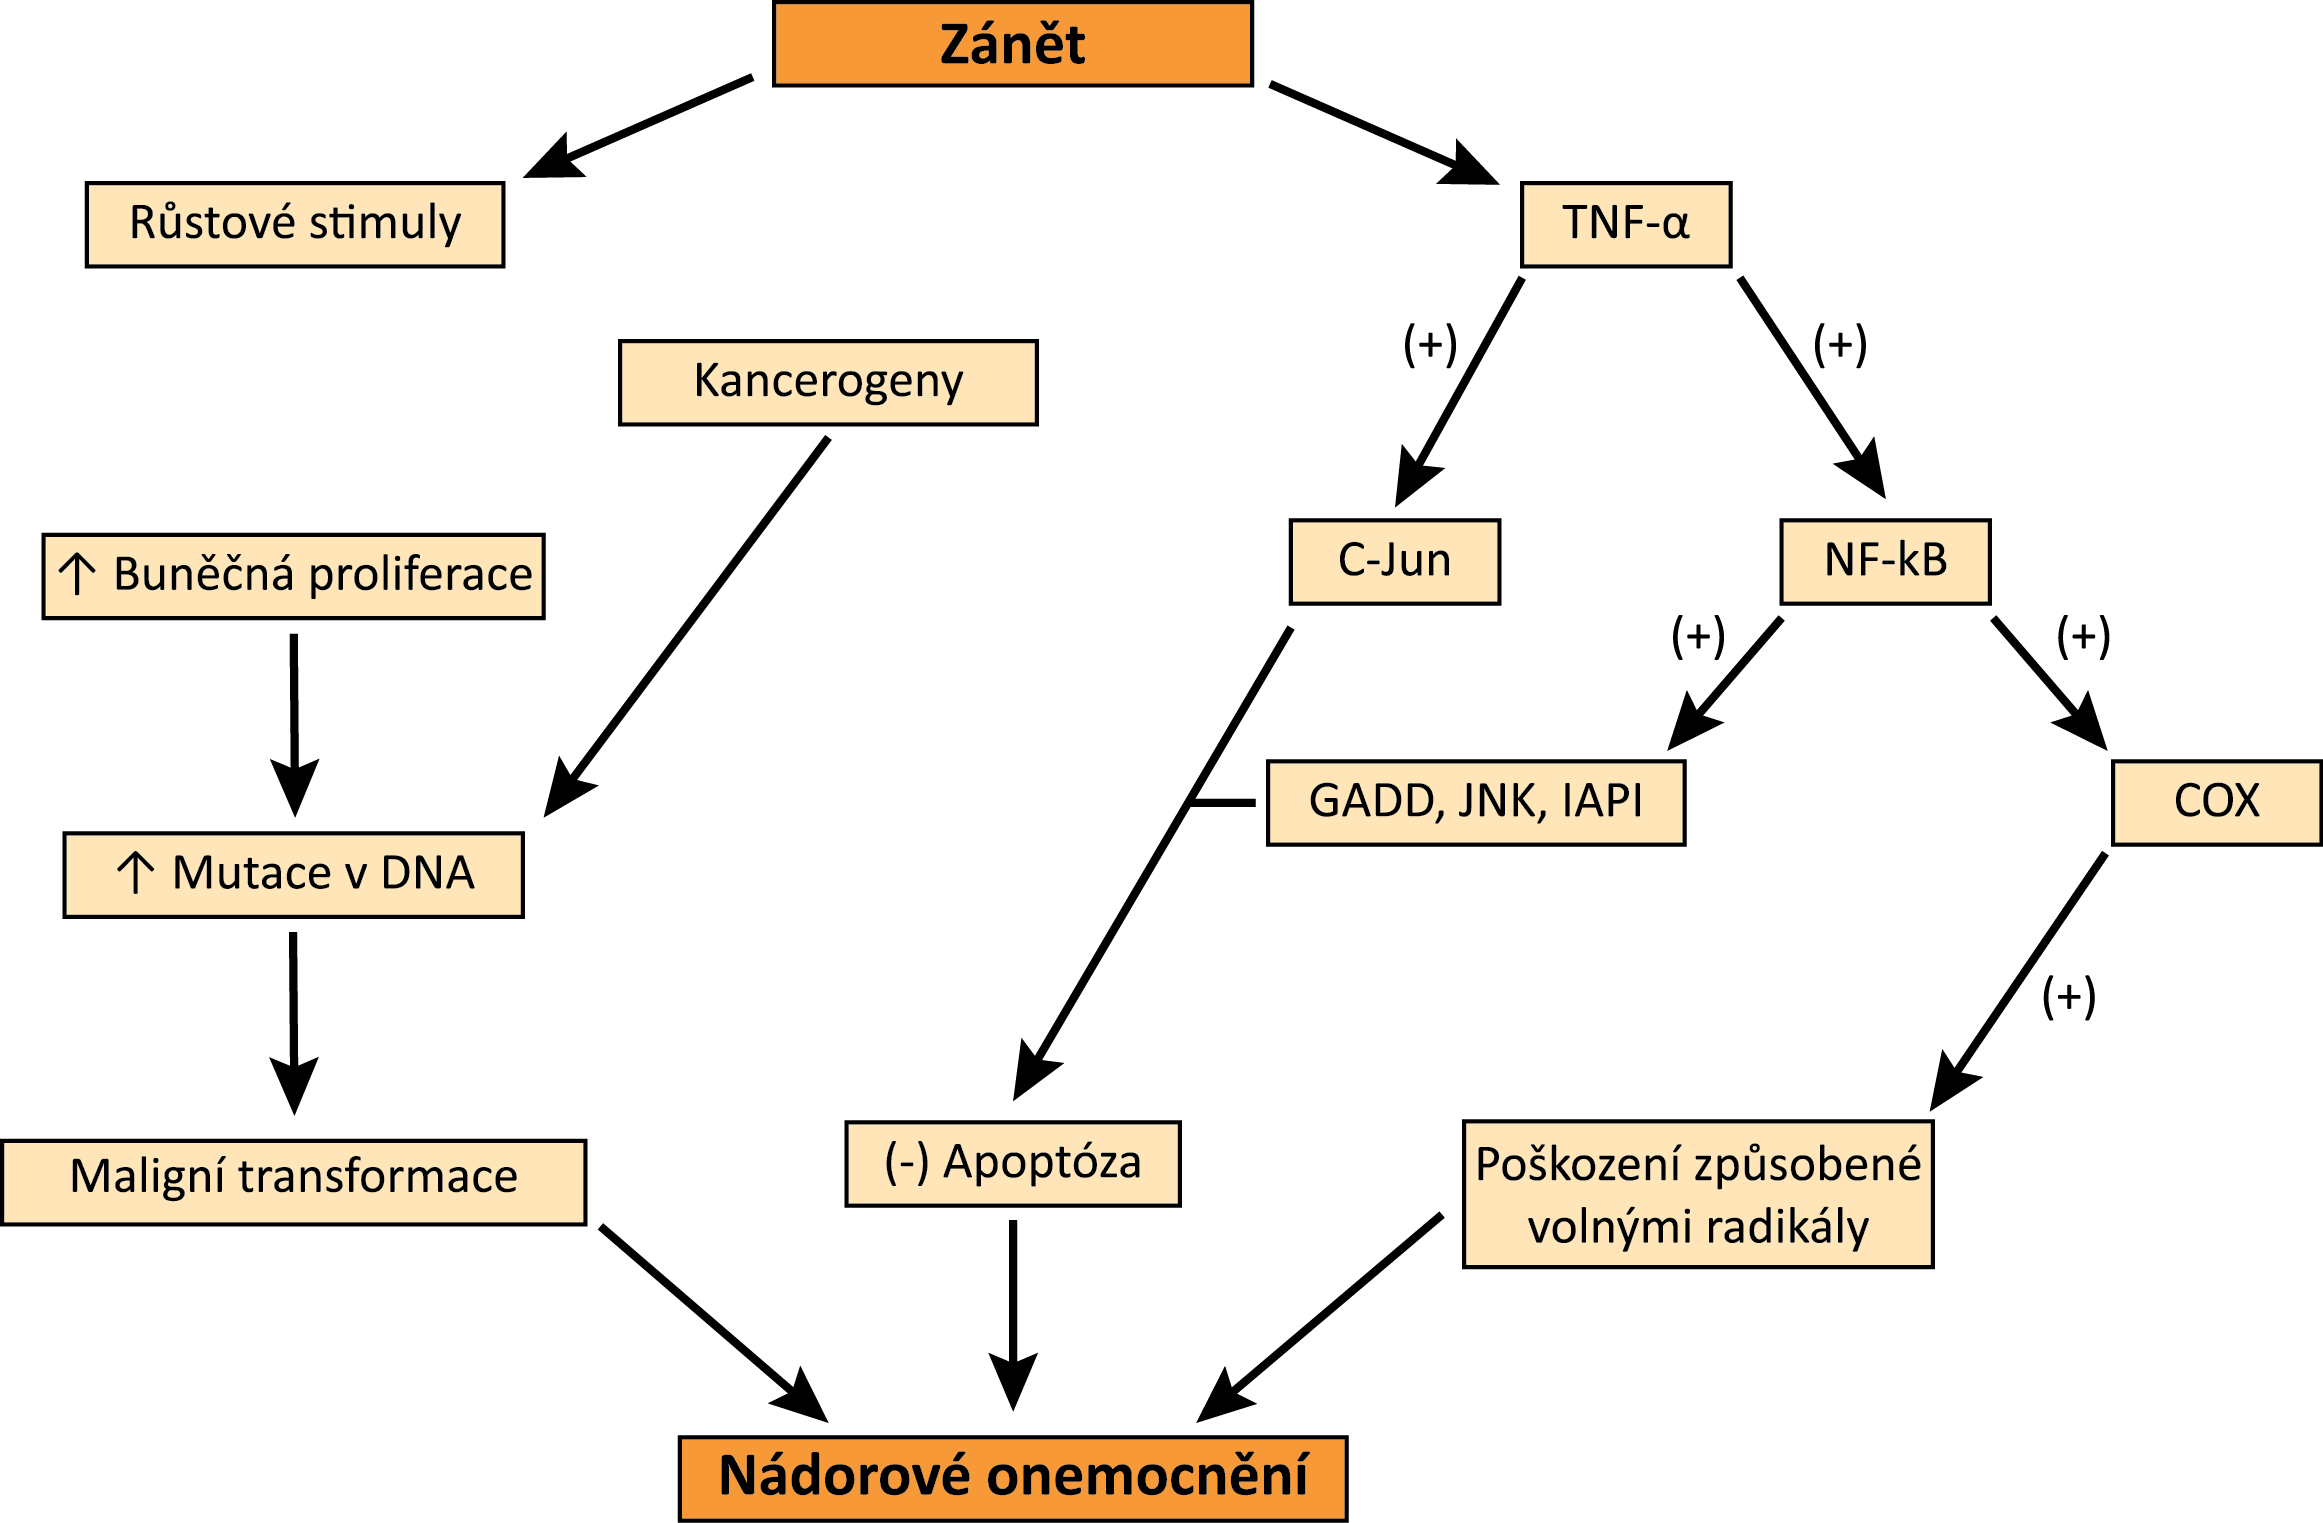 Zánět
Růstové stimuly
TNF-α
(+)
(+)
Kancerogeny
C-Jun
NF-kB
↑ Buněčná proliferace
(+)
(+)
GADD, JNK, IAPI
COX
↑ Mutace v DNA
(+)
Maligní transformace
(-) Apoptóza
Poškození způsobené
volnými radikály
Nádorové onemocnění